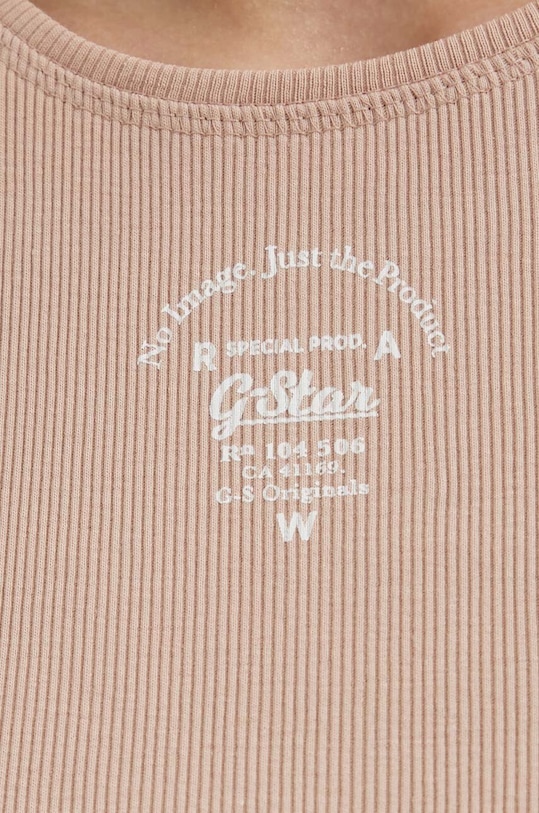 No Image. Just the Product
R SPECIAL PROD. A
G-Star
Rn 104 506
CA 41169.
G-S Originals
W